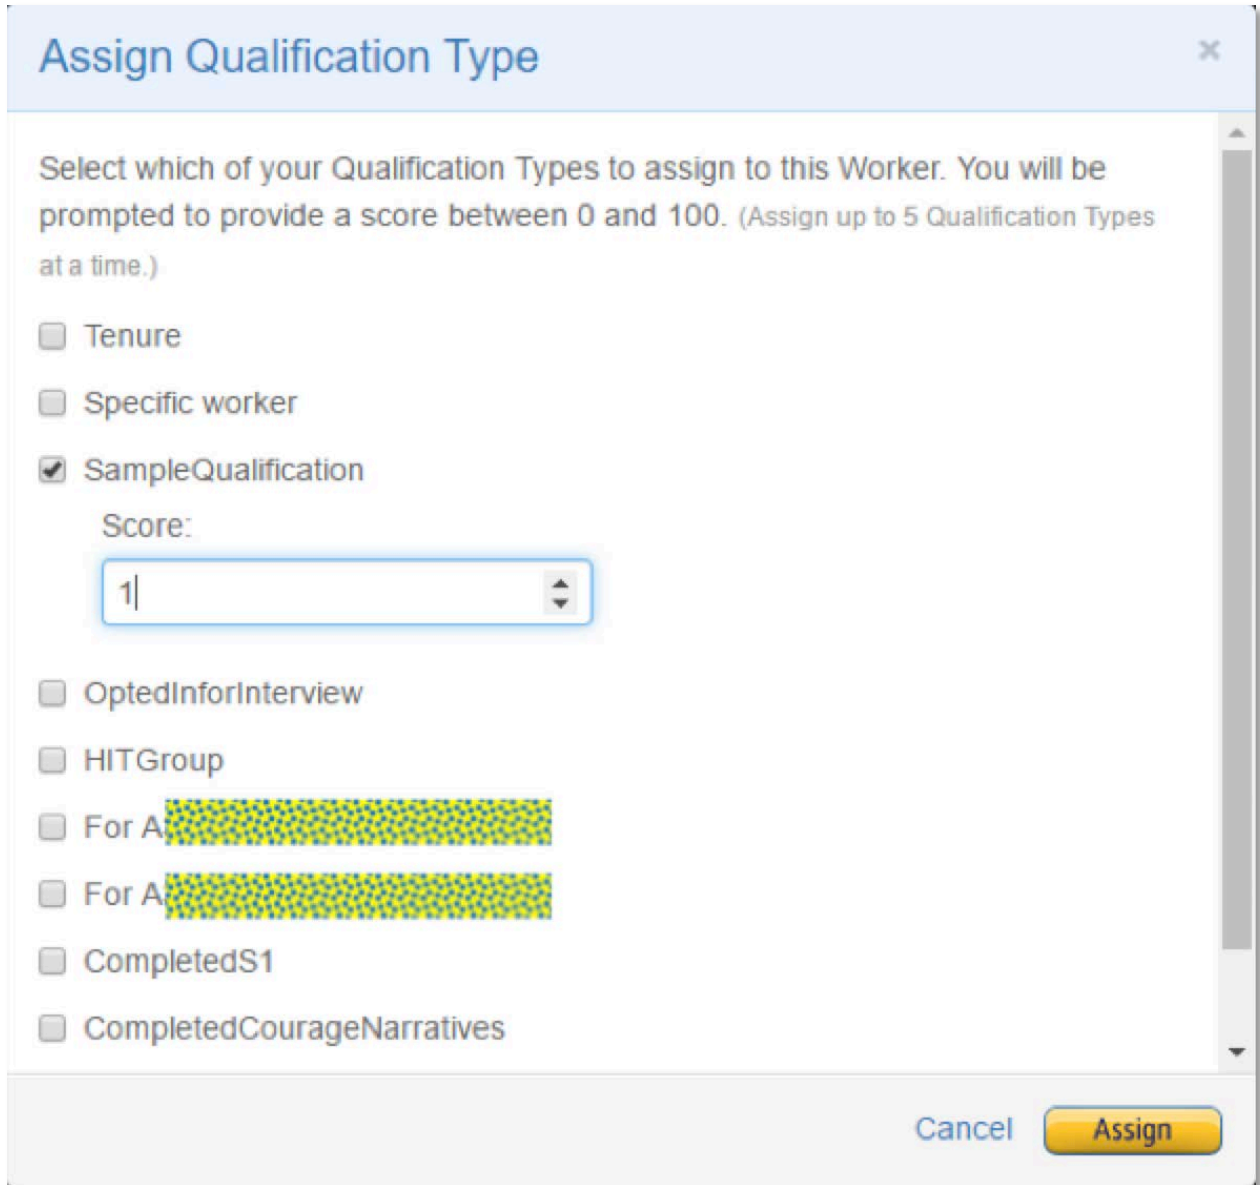 Assign Qualification Type
Select which of your Qualification Types to assign to this Worker. You will be
prompted to provide a score between 0 and 100. (Assign up to 5 Qualification Types
at a time.)
Tenure
Specific worker
SampleQualification
Score:
1
OptedInforInterview
HITGroup
For A
For A
CompletedS1
CompletedCourageNarratives
Cancel Assign